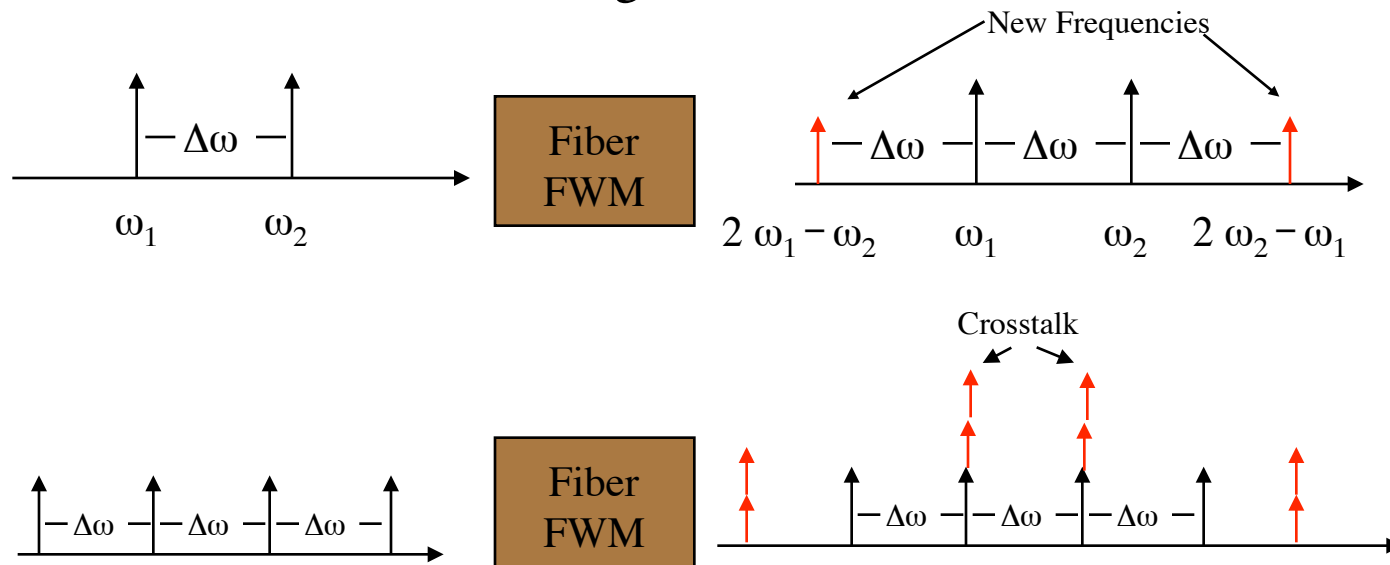 New Frequencies
Δω
Fiber
FWM
Δω Δω Δω
ω₁ ω₂
2 ω₁ − ω₂ ω₁ ω₂ 2 ω₂ − ω₁
Crosstalk
Δω Δω Δω
Fiber
FWM
Δω Δω Δω